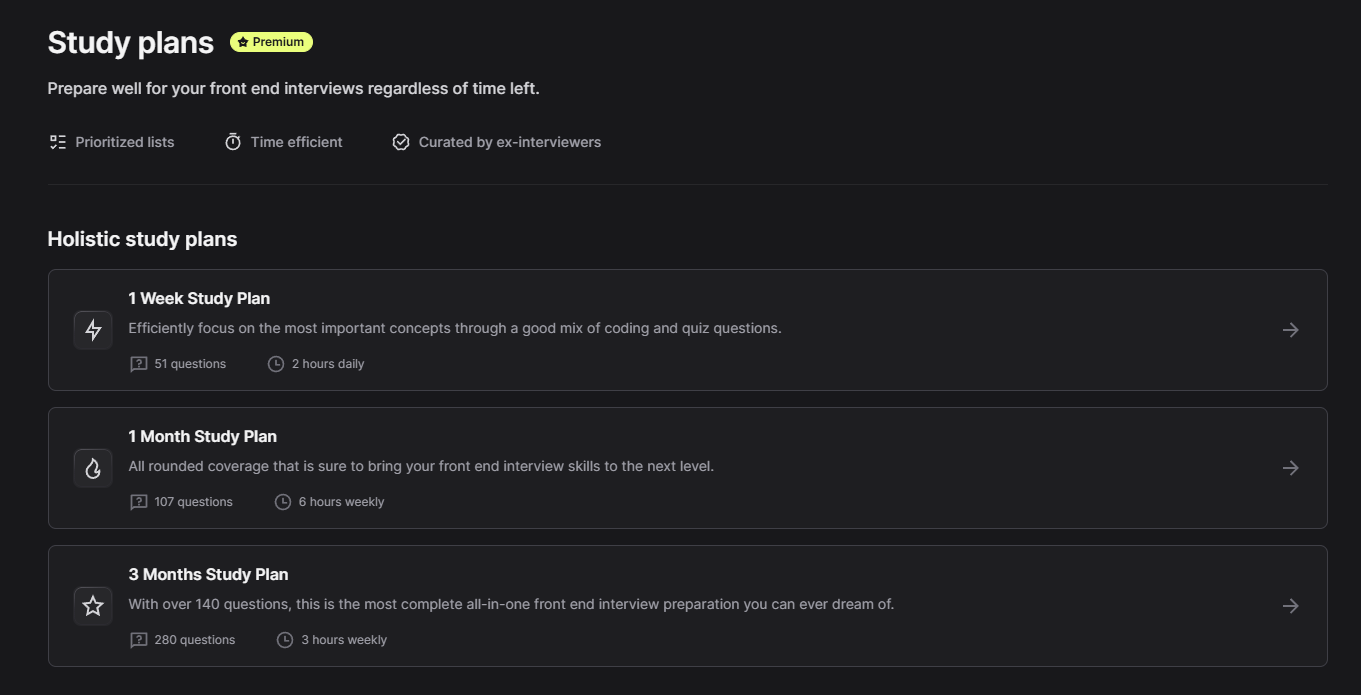 Study plans
Premium
Prepare well for your front end interviews regardless of time left.
Prioritized lists
Time efficient
Curated by ex-interviewers
Holistic study plans
1 Week Study Plan
Efficiently focus on the most important concepts through a good mix of coding and quiz questions.
51 questions
2 hours daily
1 Month Study Plan
All rounded coverage that is sure to bring your front end interview skills to the next level.
107 questions
6 hours weekly
3 Months Study Plan
With over 140 questions, this is the most complete all-in-one front end interview preparation you can ever dream of.
280 questions
3 hours weekly